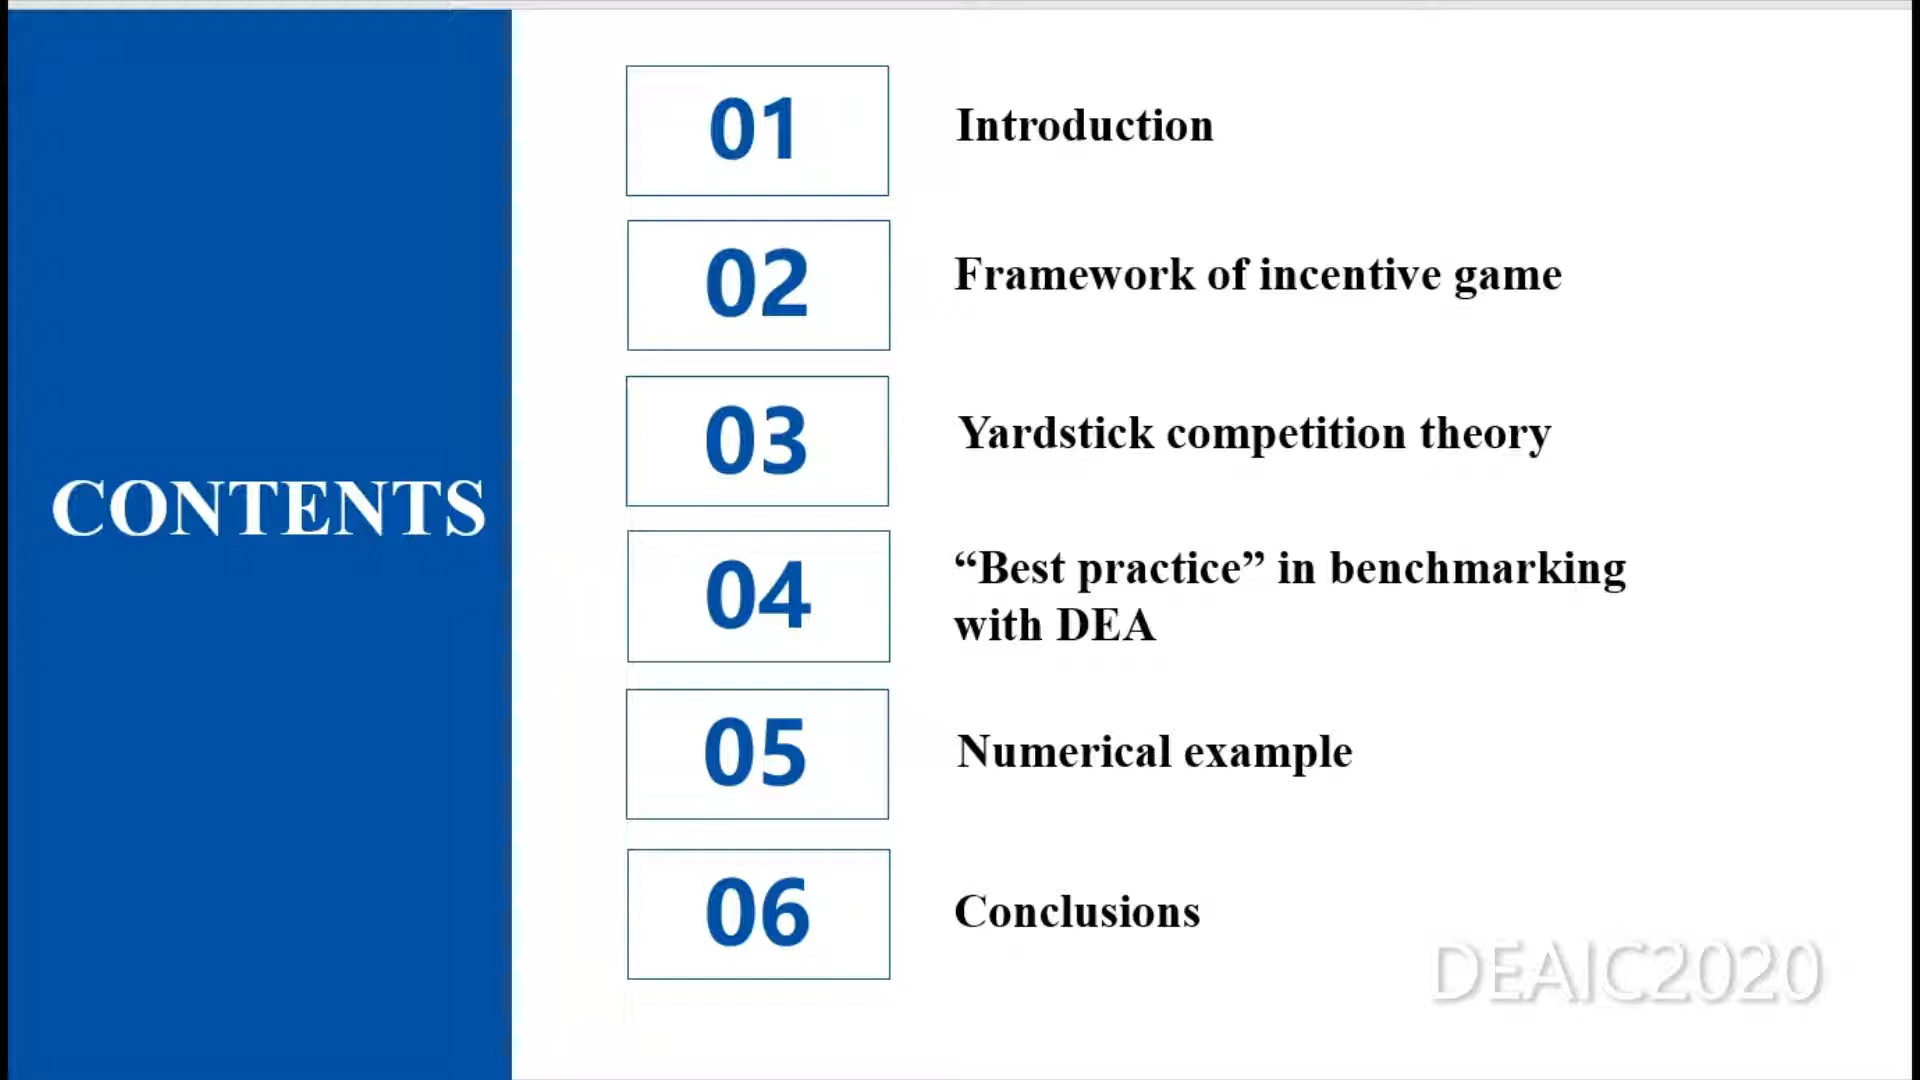 CONTENTS
01
Introduction
02
Framework of incentive game
03
Yardstick competition theory
04
“Best practice” in benchmarking
with DEA
05
Numerical example
06
Conclusions
DEAIC2020